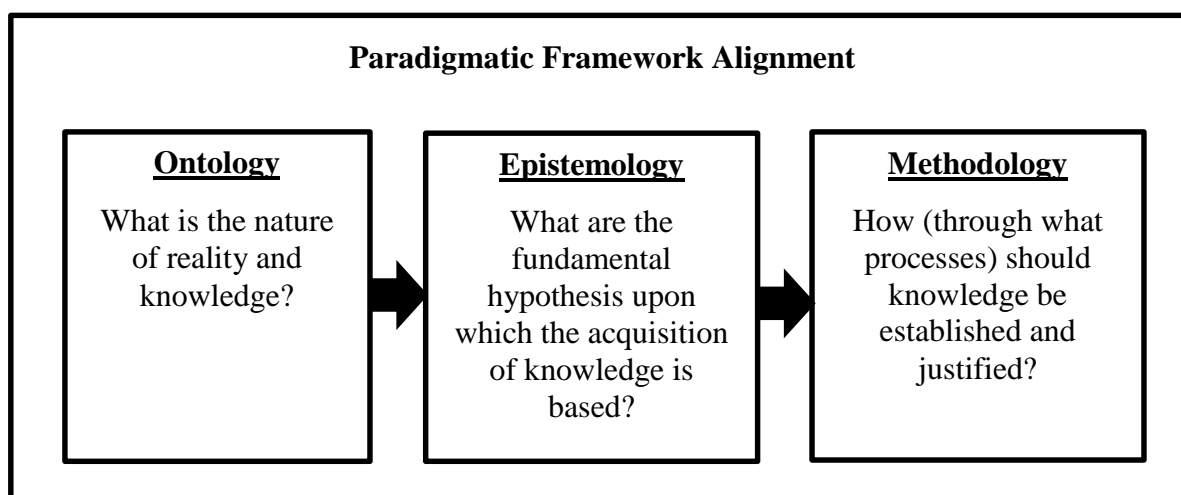 Paradigmatic Framework Alignment
Ontology
What is the nature
of reality and
knowledge?
Epistemology
What are the
fundamental
hypothesis upon
which the acquisition
of knowledge is
based?
Methodology
How (through what
processes) should
knowledge be
established and
justified?